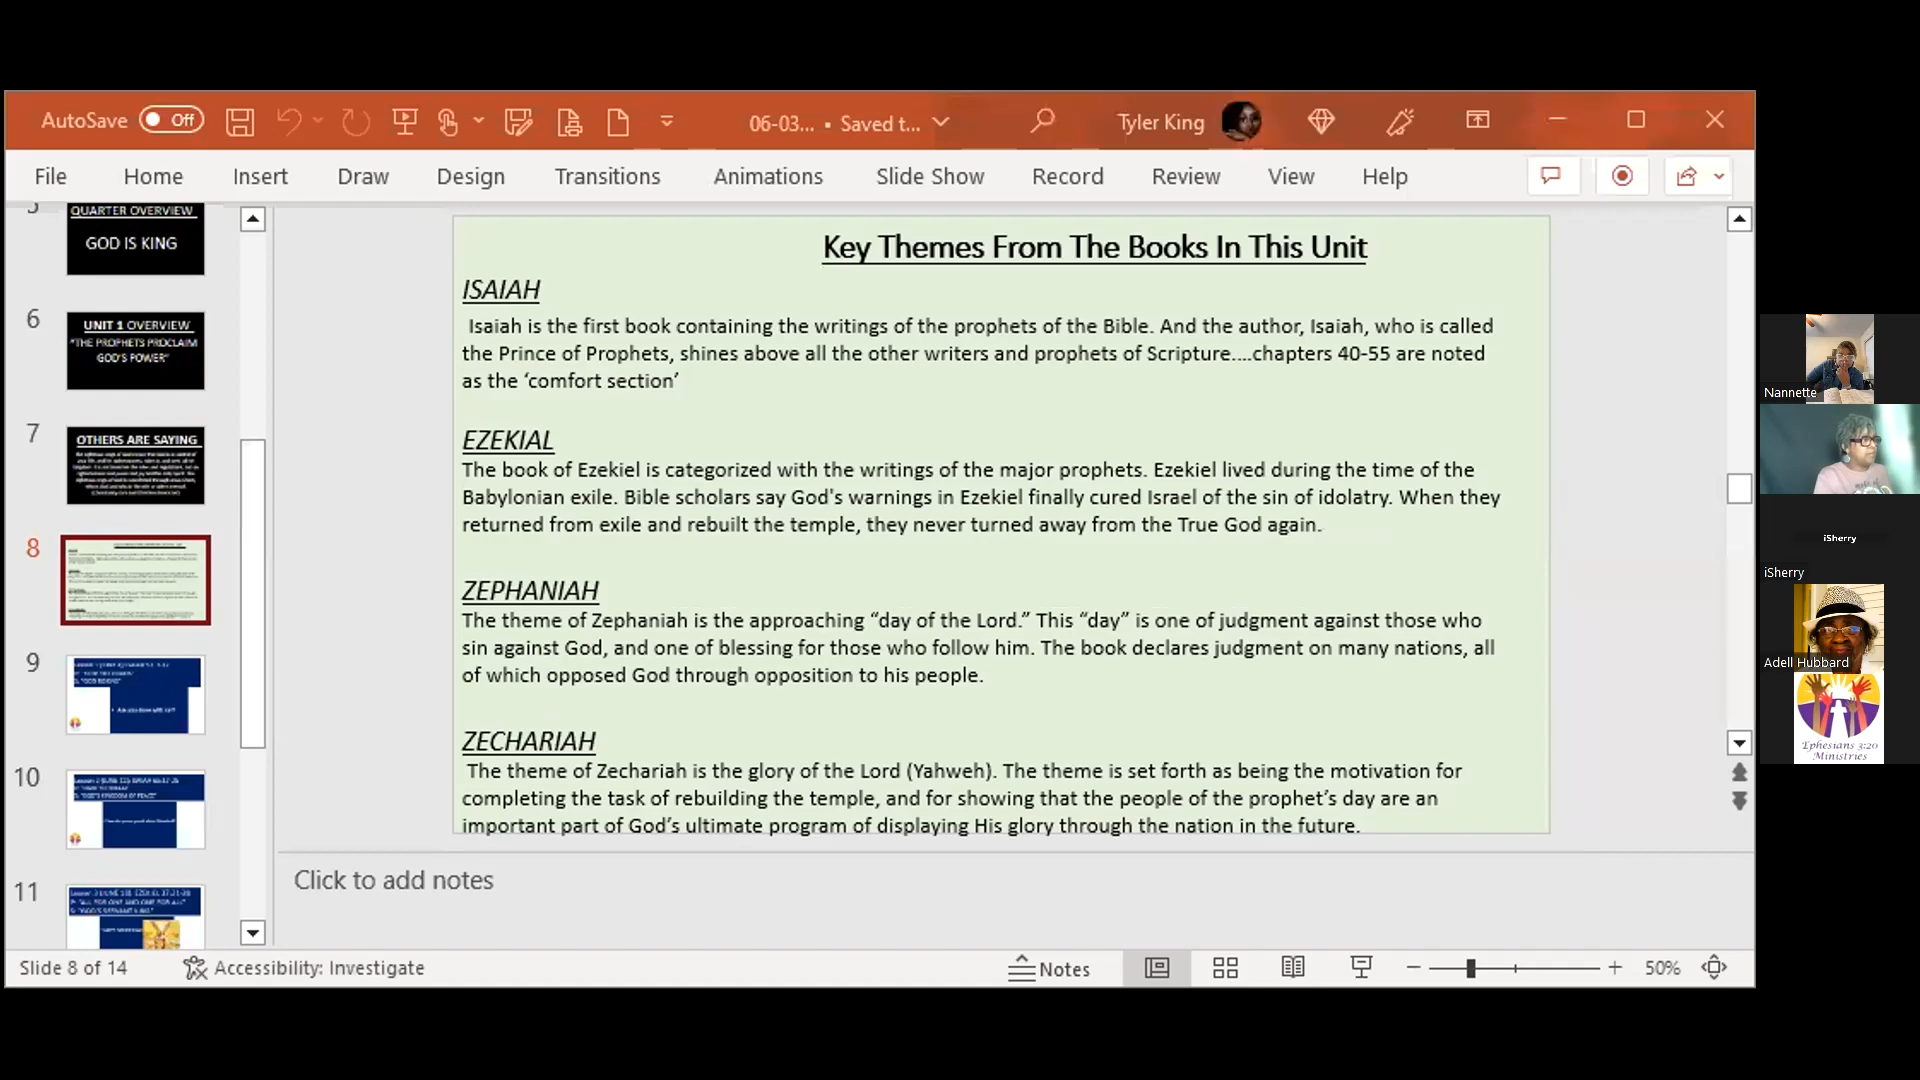 AutoSave Off 06-03... • Saved t... Tyler King
File Home Insert Draw Design Transitions Animations Slide Show Record Review View Help
5
QUARTER OVERVIEW
GOD IS KING
6
UNIT 1 OVERVIEW
"THE PROPHETS PROCLAIM
GOD'S POWER"
7
OTHERS ARE SAYING
8
9
10
11
Key Themes From The Books In This Unit
ISAIAH
Isaiah is the first book containing the writings of the prophets of the Bible. And the author, Isaiah, who is called
the Prince of Prophets, shines above all the other writers and prophets of Scripture....chapters 40-55 are noted
as the ‘comfort section’
EZEKIAL
The book of Ezekiel is categorized with the writings of the major prophets. Ezekiel lived during the time of the
Babylonian exile. Bible scholars say God's warnings in Ezekiel finally cured Israel of the sin of idolatry. When they
returned from exile and rebuilt the temple, they never turned away from the True God again.
ZEPHANIAH
The theme of Zephaniah is the approaching “day of the Lord.” This “day” is one of judgment against those who
sin against God, and one of blessing for those who follow him. The book declares judgment on many nations, all
of which opposed God through opposition to his people.
ZECHARIAH
The theme of Zechariah is the glory of the Lord (Yahweh). The theme is set forth as being the motivation for
completing the task of rebuilding the temple, and for showing that the people of the prophet’s day are an
important part of God’s ultimate program of displaying His glory through the nation in the future.
Click to add notes
Slide 8 of 14 Accessibility: Investigate Notes 50%
Nannette
iSherry
iSherry
Adell Hubbard
Ephesians 3:20
Ministries